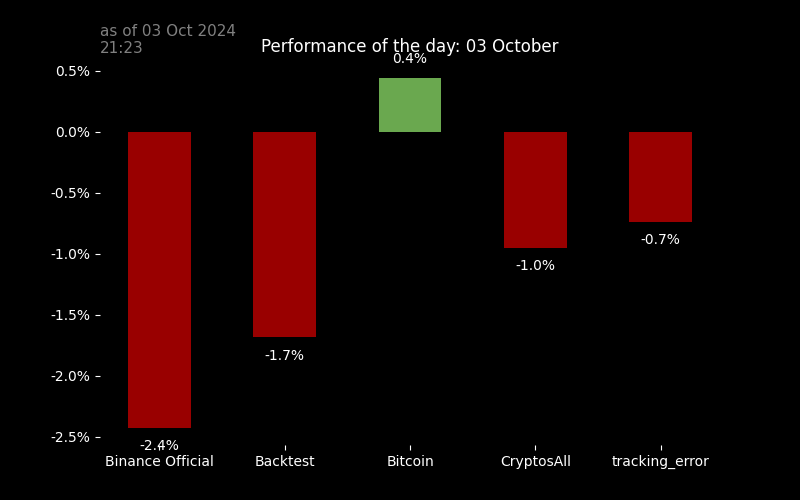 as of 03 Oct 2024
21:23
Performance of the day: 03 October
0.5%
0.4%
0.0%
-0.5%
-1.0%
-1.0%
-0.7%
-1.5%
-1.7%
-2.0%
-2.5%
-2.4%
Binance Official
Backtest
Bitcoin
CryptosAll
tracking_error